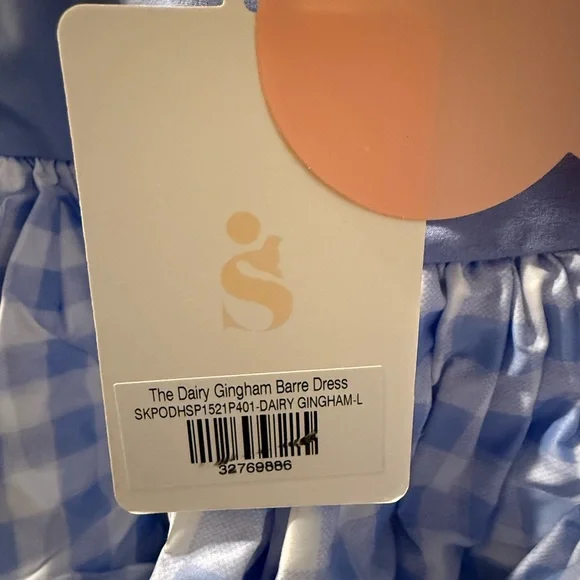 The Dairy Gingham Barre Dress
SKPODHSP1521P401-DAIRY GINGHAM-L
32769886